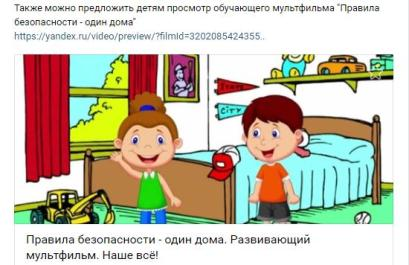 Также можно предложить детям просмотр обучающего мультфильма "Правила
безопасности - один дома"
https://yandex.ru/video/preview/?filmId=3202085424355..
CITY
Правила безопасности - один дома. Развивающий
мультфильм. Наше всё!